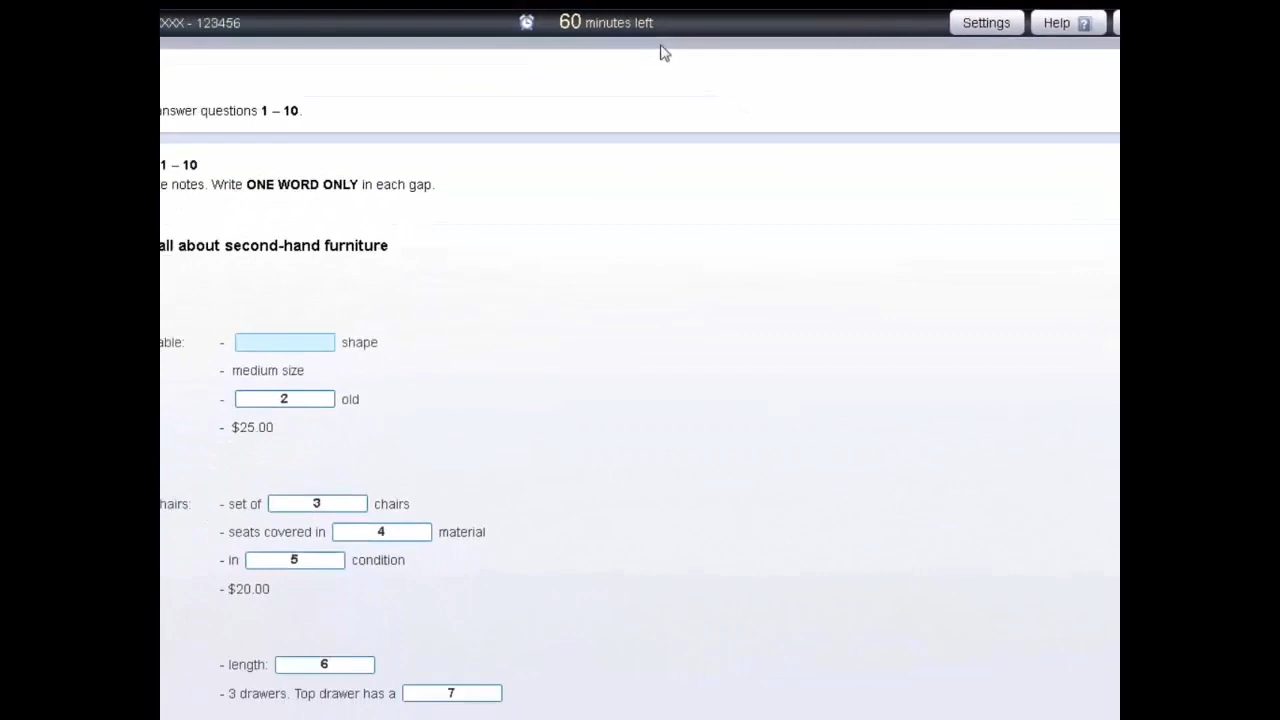 XXX - 123456
60 minutes left
Settings
Help ?
answer questions 1 – 10.
1 – 10
e notes. Write ONE WORD ONLY in each gap.
all about second-hand furniture
able: - shape
- medium size
- 2 old
- $25.00
hairs: - set of 3 chairs
- seats covered in 4 material
- in 5 condition
- $20.00
- length: 6
- 3 drawers. Top drawer has a 7